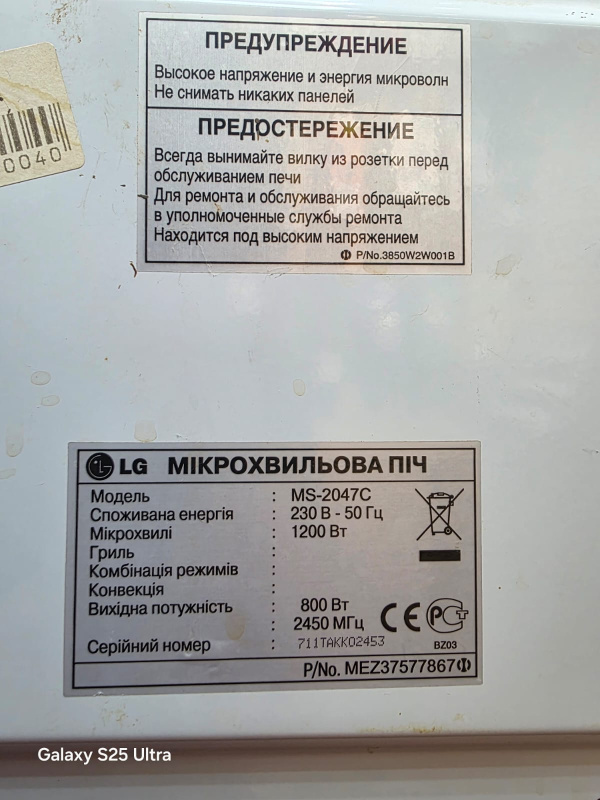 0040
ПРЕДУПРЕЖДЕНИЕ
Высокое напряжение и энергия микроволн
Не снимать никаких панелей
ПРЕДОСТЕРЕЖЕНИЕ
Всегда вынимайте вилку из розетки перед
обслуживанием печи
Для ремонта и обслуживания обращайтесь
в уполномоченные службы ремонта
Находится под высоким напряжением
P/No.3850W2W001B
LG МІКРОХВИЛЬОВА ПІЧ
Модель : MS-2047C
Споживана енергія : 230 В - 50 Гц
Мікрохвилі : 1200 Вт
Гриль :
Комбінація режимів :
Конвекція :
Вихідна потужність : 800 Вт
: 2450 МГц
Серійний номер : 711TAKK02453
CE PCT
BZ03
P/No. MEZ37577867
Galaxy S25 Ultra